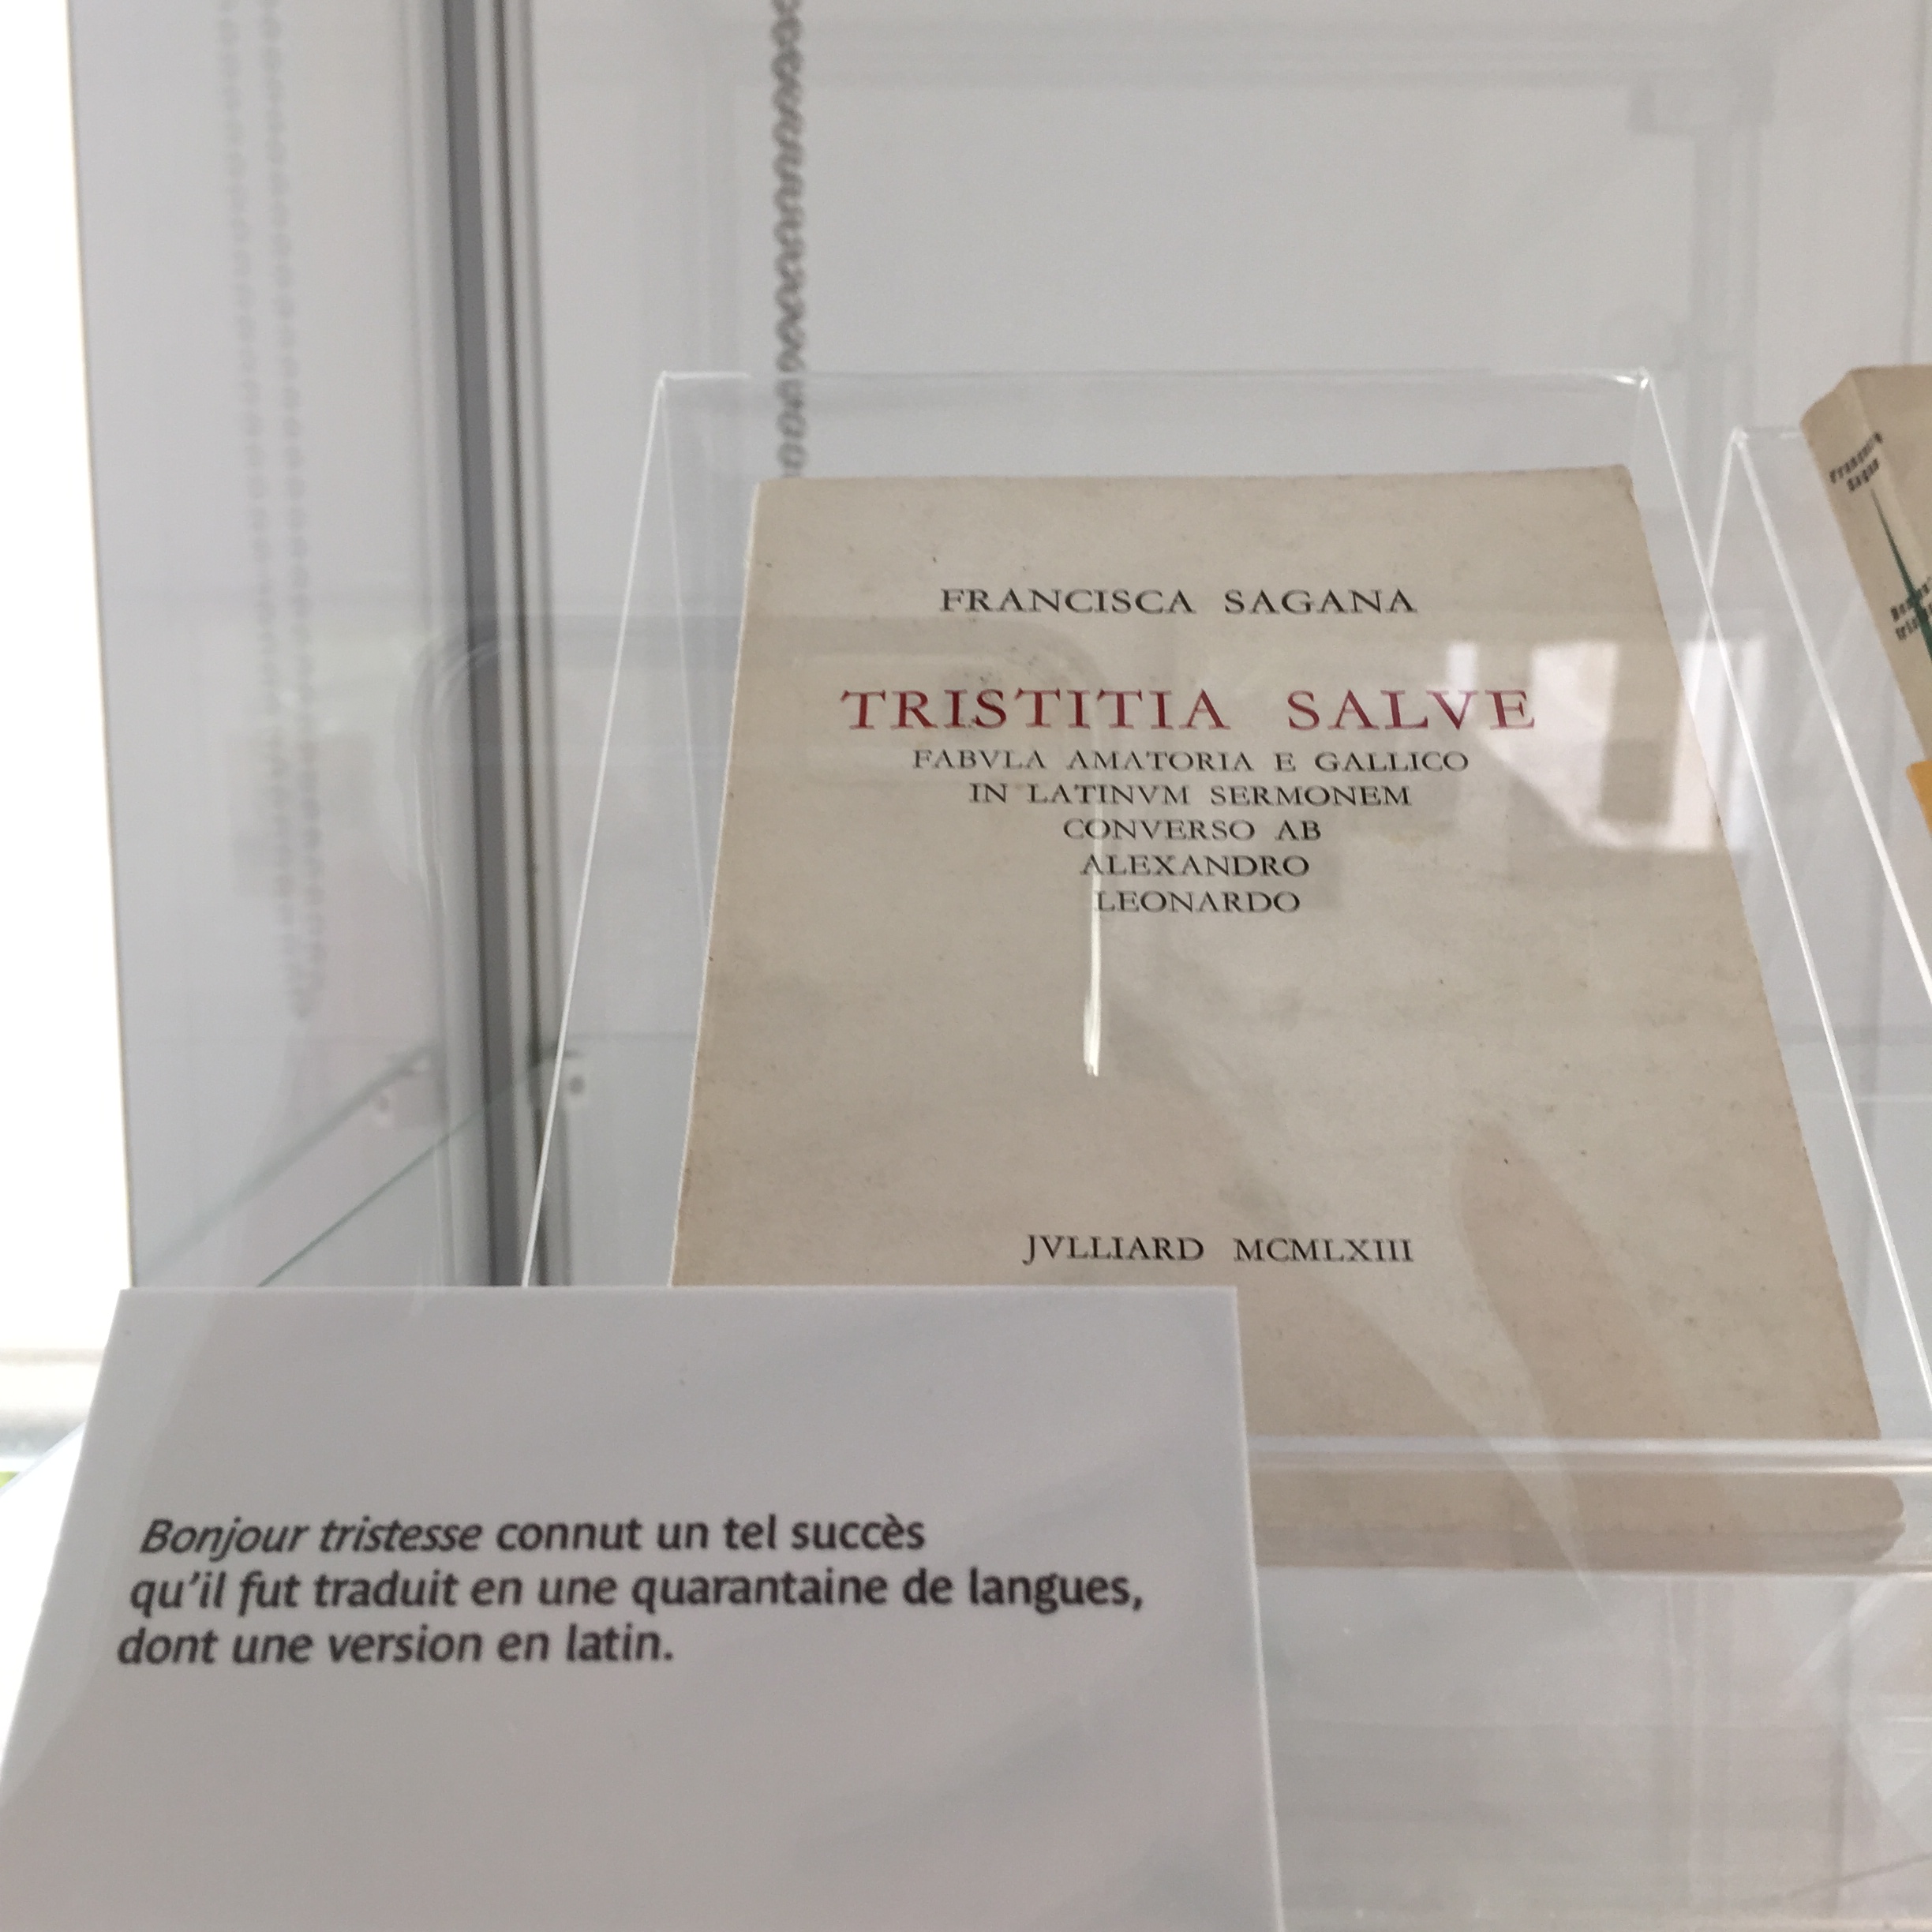 FRANCISCA SAGANA
TRISTITIA SALVE
FABVLA AMATORIA E GALLICO
IN LATINVM SERMONEM
CONVERSO AB
ALEXANDRO
LEONARDO
JVLLIARD MCMLXIII
Bonjour tristesse connut un tel succès
qu'il fut traduit en une quarantaine de langues,
dont une version en latin.
Sagan